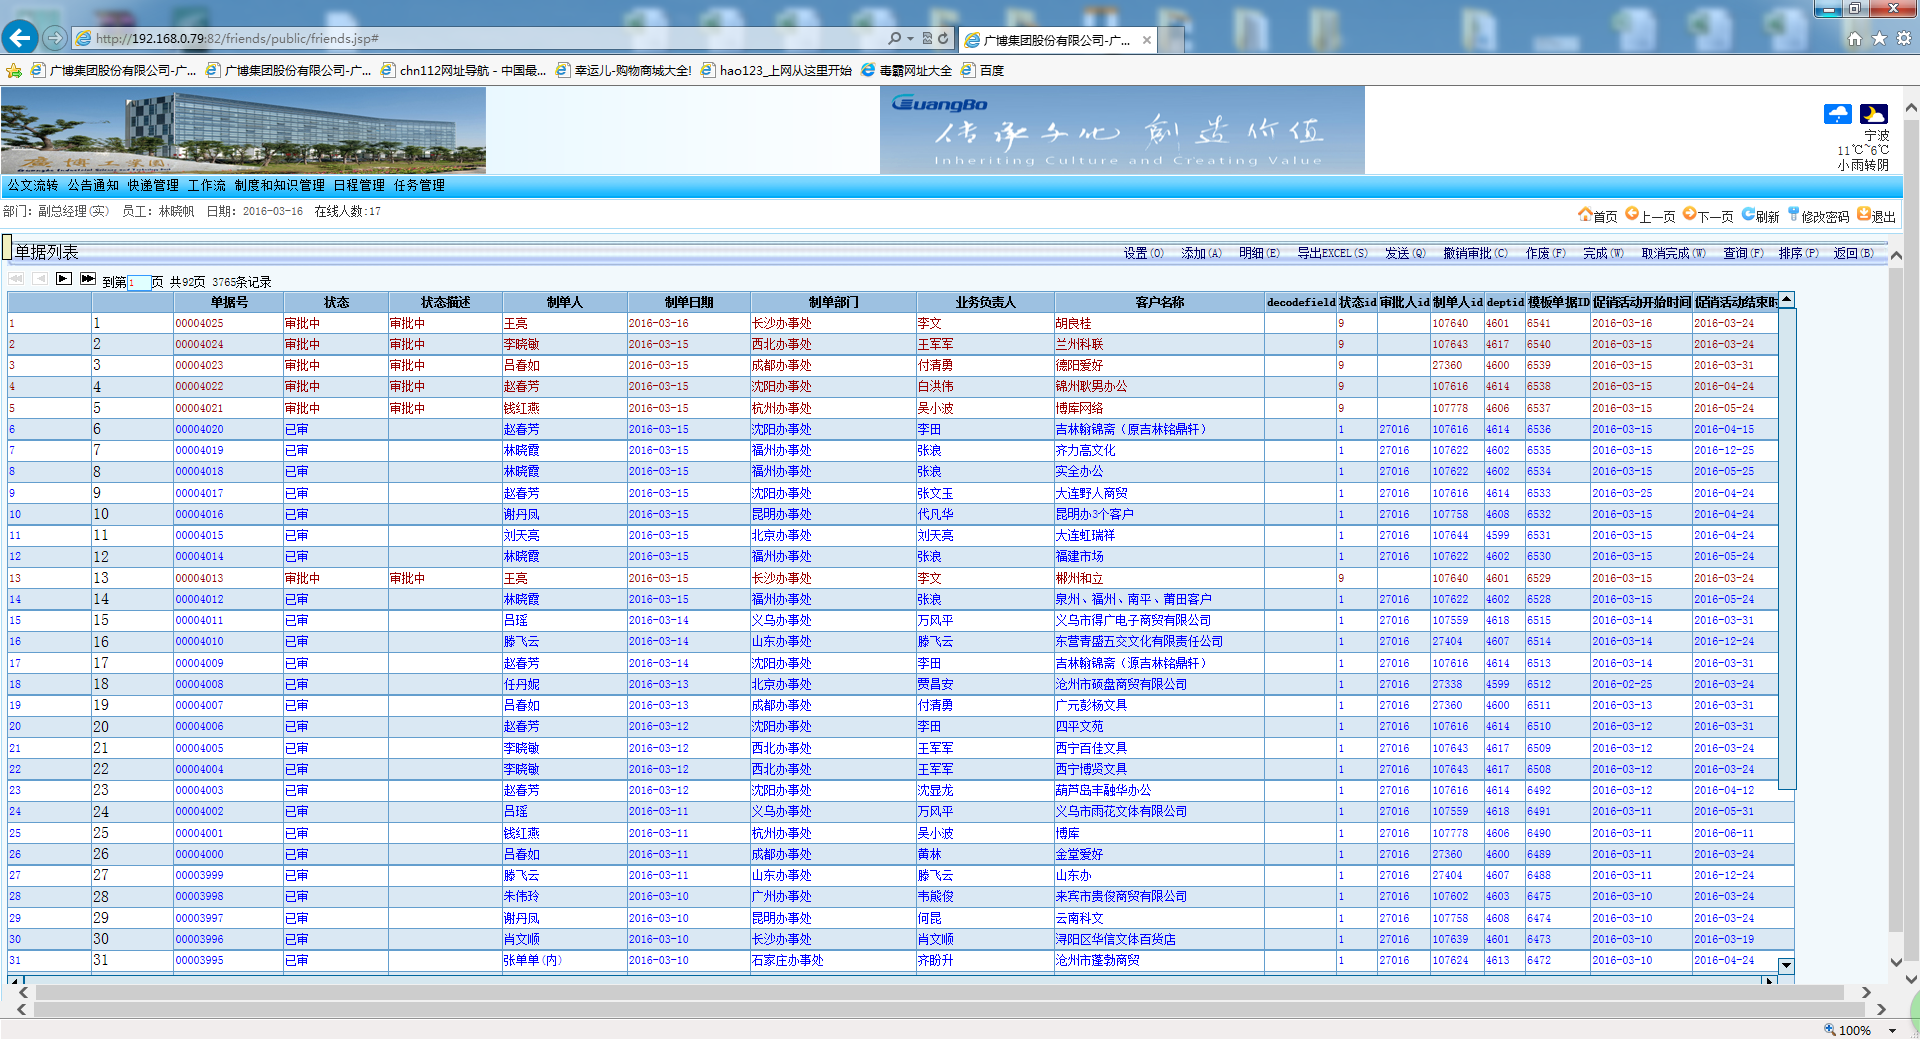 http://192.168.0.79:82/friends/public/friends.jsp#
广博集团股份有限公司-广...
广博集团股份有限公司-广... 广博集团股份有限公司-广... chn112网址导航 - 中国最... 幸运儿-购物商城大全! hao123_上网从这里开始 毒霸网址大全 百度
GuangBo
传承文化 創造价值
Inheriting Culture and Creating Value
宁波
11℃~6℃
小雨转阴
公文流转 公告通知 快递管理 工作流 制度和知识管理 日程管理 任务管理
部门: 副总经理(实) 员工: 林晓帆 日期: 2016-03-16 在线人数:17
首页 上一页 下一页 刷新 修改密码 退出
单据列表
设置(O) 添加(A) 明细(E) 导出EXCEL(S) 发送(Q) 撤销审批(C) 作废(F) 完成(W) 取消完成(W) 查询(F) 排序(P) 返回(B)
到第1页 共92页 3765条记录
单据号 状态 状态描述 制单人 制单日期 制单部门 业务负责人 客户名称 decodefield 状态id 审批人id 制单人id deptid 模板单据ID 促销活动开始时间 促销活动结束时
1 1 00004025 审批中 审批中 王亮 2016-03-16 长沙办事处 李文 胡良桂 9 107640 4601 6541 2016-03-16 2016-03-24
2 2 00004024 审批中 审批中 李晓敏 2016-03-15 西北办事处 王军军 兰州科联 9 107643 4617 6540 2016-03-15 2016-03-24
3 3 00004023 审批中 审批中 吕春如 2016-03-15 成都办事处 付清勇 德阳爱好 9 27360 4600 6539 2016-03-15 2016-03-31
4 4 00004022 审批中 审批中 赵春芳 2016-03-15 沈阳办事处 白洪伟 锦州耿男办公 9 107616 4614 6538 2016-03-15 2016-04-24
5 5 00004021 审批中 审批中 钱红燕 2016-03-15 杭州办事处 吴小波 博库网络 9 107778 4606 6537 2016-03-15 2016-05-24
6 6 00004020 已审 赵春芳 2016-03-15 沈阳办事处 李田 吉林翰锦斋（原吉林铭鼎轩） 1 27016 107616 4614 6536 2016-03-15 2016-04-15
7 7 00004019 已审 林晓霞 2016-03-15 福州办事处 张浪 齐力高文化 1 27016 107622 4602 6535 2016-03-15 2016-12-25
8 8 00004018 已审 林晓霞 2016-03-15 福州办事处 张浪 实全办公 1 27016 107622 4602 6534 2016-03-15 2016-05-25
9 9 00004017 已审 赵春芳 2016-03-15 沈阳办事处 张文玉 大连野人商贸 1 27016 107616 4614 6533 2016-03-25 2016-04-24
10 10 00004016 已审 谢丹凤 2016-03-15 昆明办事处 代凡华 昆明办3个客户 1 27016 107758 4608 6532 2016-03-15 2016-04-24
11 11 00004015 已审 刘天亮 2016-03-15 北京办事处 刘天亮 大连虹瑞祥 1 27016 107644 4599 6531 2016-03-15 2016-04-24
12 12 00004014 已审 林晓霞 2016-03-15 福州办事处 张浪 福建市场 1 27016 107622 4602 6530 2016-03-15 2016-05-24
13 13 00004013 审批中 审批中 王亮 2016-03-15 长沙办事处 李文 郴州和立 9 107640 4601 6529 2016-03-15 2016-03-24
14 14 00004012 已审 林晓霞 2016-03-15 福州办事处 张浪 泉州、福州、南平、莆田客户 1 27016 107622 4602 6528 2016-03-15 2016-05-24
15 15 00004011 已审 吕瑶 2016-03-14 义乌办事处 万风平 义乌市得广电子商贸有限公司 1 27016 107559 4618 6515 2016-03-14 2016-03-31
16 16 00004010 已审 滕飞云 2016-03-14 山东办事处 滕飞云 东营青盛五交文化有限责任公司 1 27016 27404 4607 6514 2016-03-14 2016-12-24
17 17 00004009 已审 赵春芳 2016-03-14 沈阳办事处 李田 吉林翰锦斋（源吉林铭鼎轩） 1 27016 107616 4614 6513 2016-03-14 2016-03-31
18 18 00004008 已审 任丹妮 2016-03-13 北京办事处 贾昌安 沧州市硕盘商贸有限公司 1 27016 27338 4599 6512 2016-02-25 2016-03-24
19 19 00004007 已审 吕春如 2016-03-13 成都办事处 付清勇 广元彭杨文具 1 27016 27360 4600 6511 2016-03-13 2016-03-31
20 20 00004006 已审 赵春芳 2016-03-12 沈阳办事处 李田 四平文苑 1 27016 107616 4614 6510 2016-03-12 2016-03-31
21 21 00004005 已审 李晓敏 2016-03-12 西北办事处 王军军 西宁百佳文具 1 27016 107643 4617 6509 2016-03-12 2016-03-24
22 22 00004004 已审 李晓敏 2016-03-12 西北办事处 王军军 西宁博贤文具 1 27016 107643 4617 6508 2016-03-12 2016-03-24
23 23 00004003 已审 赵春芳 2016-03-12 沈阳办事处 沈显龙 葫芦岛丰融华办公 1 27016 107616 4614 6492 2016-03-12 2016-04-12
24 24 00004002 已审 吕瑶 2016-03-11 义乌办事处 万风平 义乌市雨花文体有限公司 1 27016 107559 4618 6491 2016-03-11 2016-05-31
25 25 00004001 已审 钱红燕 2016-03-11 杭州办事处 吴小波 博库 1 27016 107778 4606 6490 2016-03-11 2016-06-11
26 26 00004000 已审 吕春如 2016-03-11 成都办事处 黄林 金堂爱好 1 27016 27360 4600 6489 2016-03-11 2016-03-24
27 27 00003999 已审 滕飞云 2016-03-11 山东办事处 滕飞云 山东办 1 27016 27404 4607 6488 2016-03-11 2016-12-24
28 28 00003998 已审 朱伟玲 2016-03-10 广州办事处 韦能俊 来宾市贵俊商贸有限公司 1 27016 107602 4603 6475 2016-03-10 2016-03-24
29 29 00003997 已审 谢丹凤 2016-03-10 昆明办事处 何昆 云南科文 1 27016 107758 4608 6474 2016-03-10 2016-03-24
30 30 00003996 已审 肖文顺 2016-03-10 长沙办事处 肖文顺 浔阳区华信文体百货店 1 27016 107639 4601 6473 2016-03-10 2016-03-19
31 31 00003995 已审 张单单(内) 2016-03-10 石家庄办事处 齐盼升 沧州市蓬勃商贸 1 27016 107624 4613 6472 2016-03-10 2016-04-24
100%